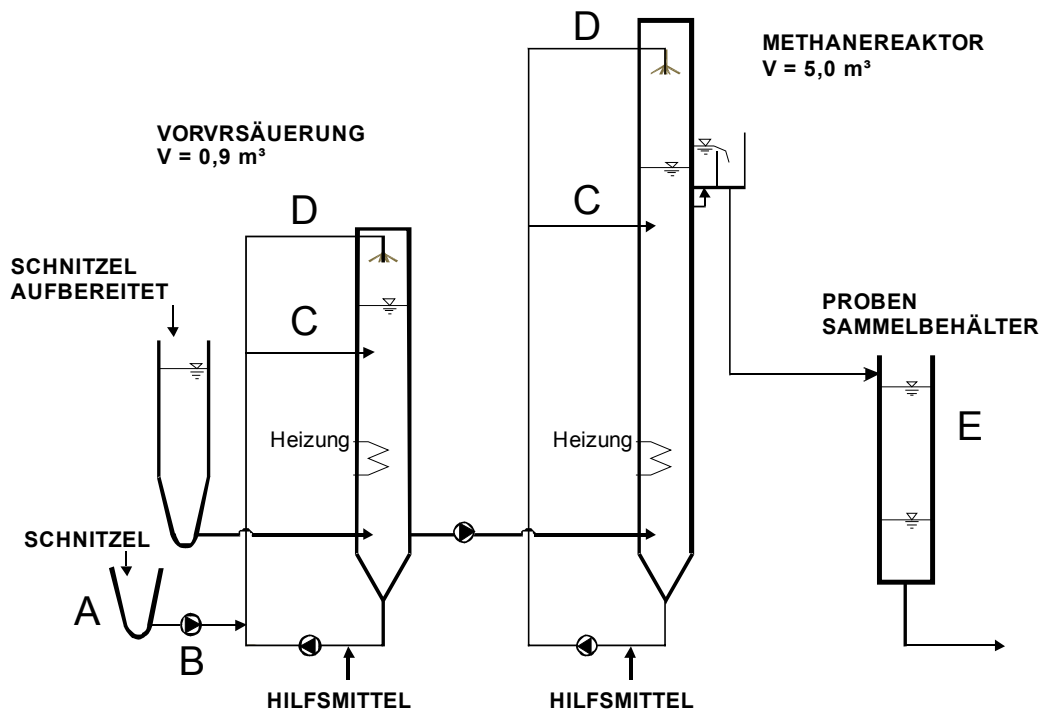 D
METHANEREAKTOR
V = 5,0 m³
VORVRSÄUERUNG
V = 0,9 m³
D
C
SCHNITZEL
AUFBEREITET
C
PROBEN
SAMMELBEHÄLTER
Heizung
Heizung
E
SCHNITZEL
A
B
HILFSMITTEL
HILFSMITTEL